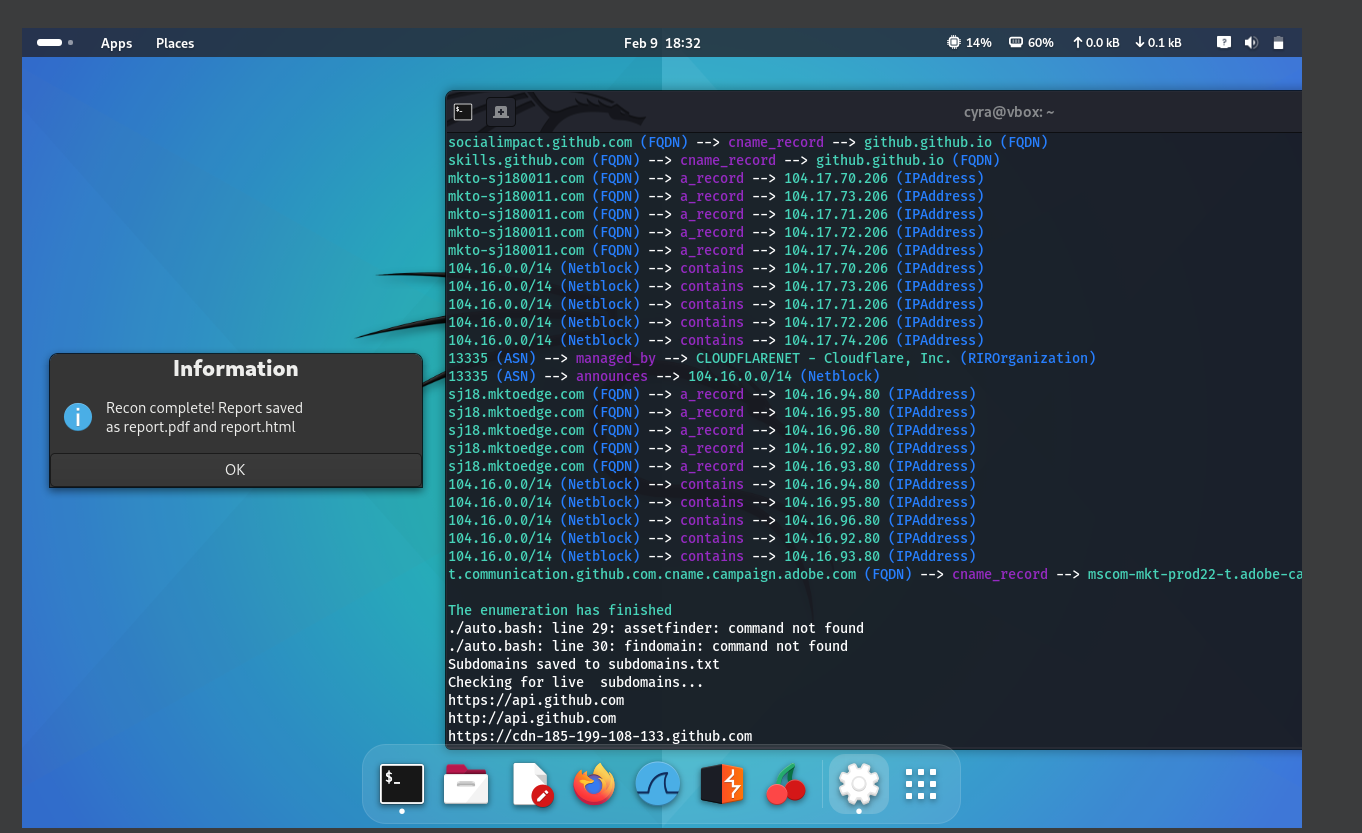 Apps Places Feb 9 18:32 14% 60% 0.0 kB 0.1 kB
cyra@vbox: ~
socialimpact.github.com (FQDN) --> cname_record --> github.github.io (FQDN)
skills.github.com (FQDN) --> cname_record --> github.github.io (FQDN)
mkto-sj180011.com (FQDN) --> a_record --> 104.17.70.206 (IPAddress)
mkto-sj180011.com (FQDN) --> a_record --> 104.17.73.206 (IPAddress)
mkto-sj180011.com (FQDN) --> a_record --> 104.17.71.206 (IPAddress)
mkto-sj180011.com (FQDN) --> a_record --> 104.17.72.206 (IPAddress)
mkto-sj180011.com (FQDN) --> a_record --> 104.17.74.206 (IPAddress)
104.16.0.0/14 (Netblock) --> contains --> 104.17.70.206 (IPAddress)
104.16.0.0/14 (Netblock) --> contains --> 104.17.73.206 (IPAddress)
104.16.0.0/14 (Netblock) --> contains --> 104.17.71.206 (IPAddress)
104.16.0.0/14 (Netblock) --> contains --> 104.17.72.206 (IPAddress)
104.16.0.0/14 (Netblock) --> contains --> 104.17.74.206 (IPAddress)
13335 (ASN) --> managed_by --> CLOUDFLARENET - Cloudflare, Inc. (RIROrganization)
13335 (ASN) --> announces --> 104.16.0.0/14 (Netblock)
sj18.mktoedge.com (FQDN) --> a_record --> 104.16.94.80 (IPAddress)
sj18.mktoedge.com (FQDN) --> a_record --> 104.16.95.80 (IPAddress)
sj18.mktoedge.com (FQDN) --> a_record --> 104.16.96.80 (IPAddress)
sj18.mktoedge.com (FQDN) --> a_record --> 104.16.92.80 (IPAddress)
sj18.mktoedge.com (FQDN) --> a_record --> 104.16.93.80 (IPAddress)
104.16.0.0/14 (Netblock) --> contains --> 104.16.94.80 (IPAddress)
104.16.0.0/14 (Netblock) --> contains --> 104.16.95.80 (IPAddress)
104.16.0.0/14 (Netblock) --> contains --> 104.16.96.80 (IPAddress)
104.16.0.0/14 (Netblock) --> contains --> 104.16.92.80 (IPAddress)
104.16.0.0/14 (Netblock) --> contains --> 104.16.93.80 (IPAddress)
t.communication.github.com.cname.campaign.adobe.com (FQDN) --> cname_record --> mscom-mkt-prod22-t.adobe-ca
The enumeration has finished
./auto.bash: line 29: assetfinder: command not found
./auto.bash: line 30: findomain: command not found
Subdomains saved to subdomains.txt
Checking for live  subdomains...
https://api.github.com
http://api.github.com
https://cdn-185-199-108-133.github.com
Information
Recon complete! Report saved
as report.pdf and report.html
OK
$_